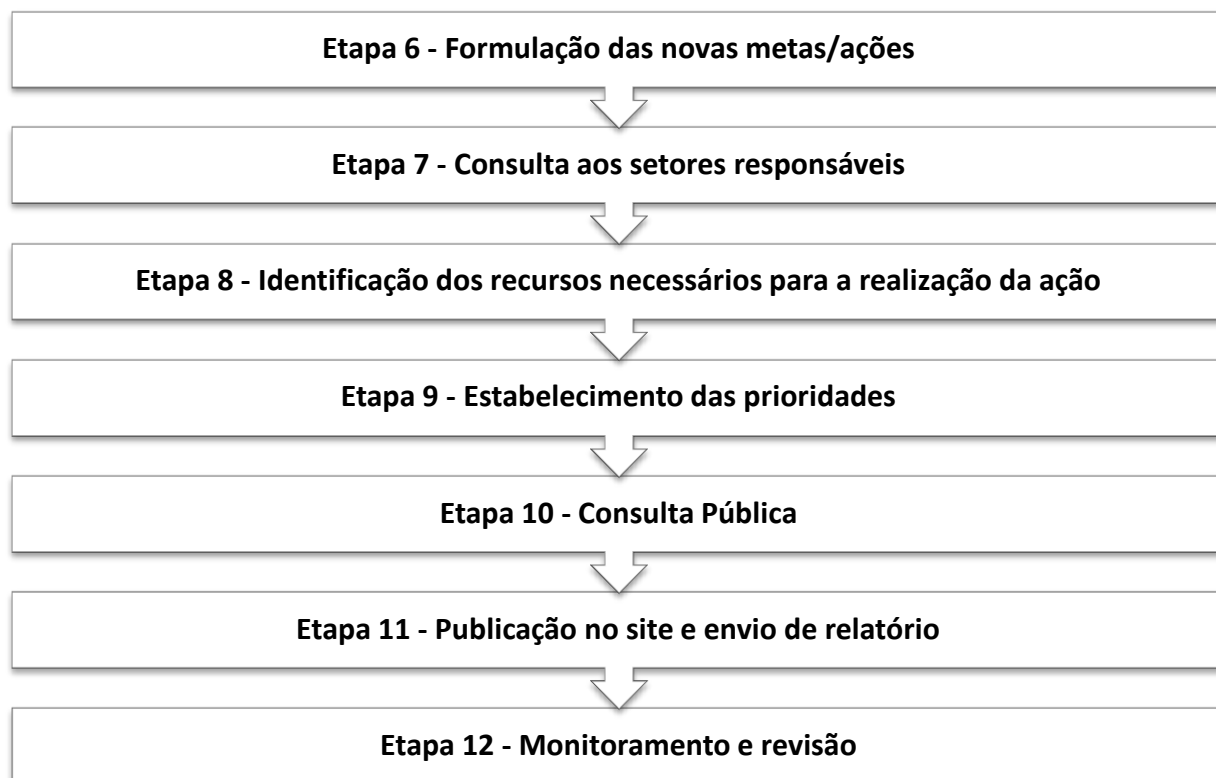 Etapa 6 - Formulação das novas metas/ações
Etapa 7 - Consulta aos setores responsáveis
Etapa 8 - Identificação dos recursos necessários para a realização da ação
Etapa 9 - Estabelecimento das prioridades
Etapa 10 - Consulta Pública
Etapa 11 - Publicação no site e envio de relatório
Etapa 12 - Monitoramento e revisão